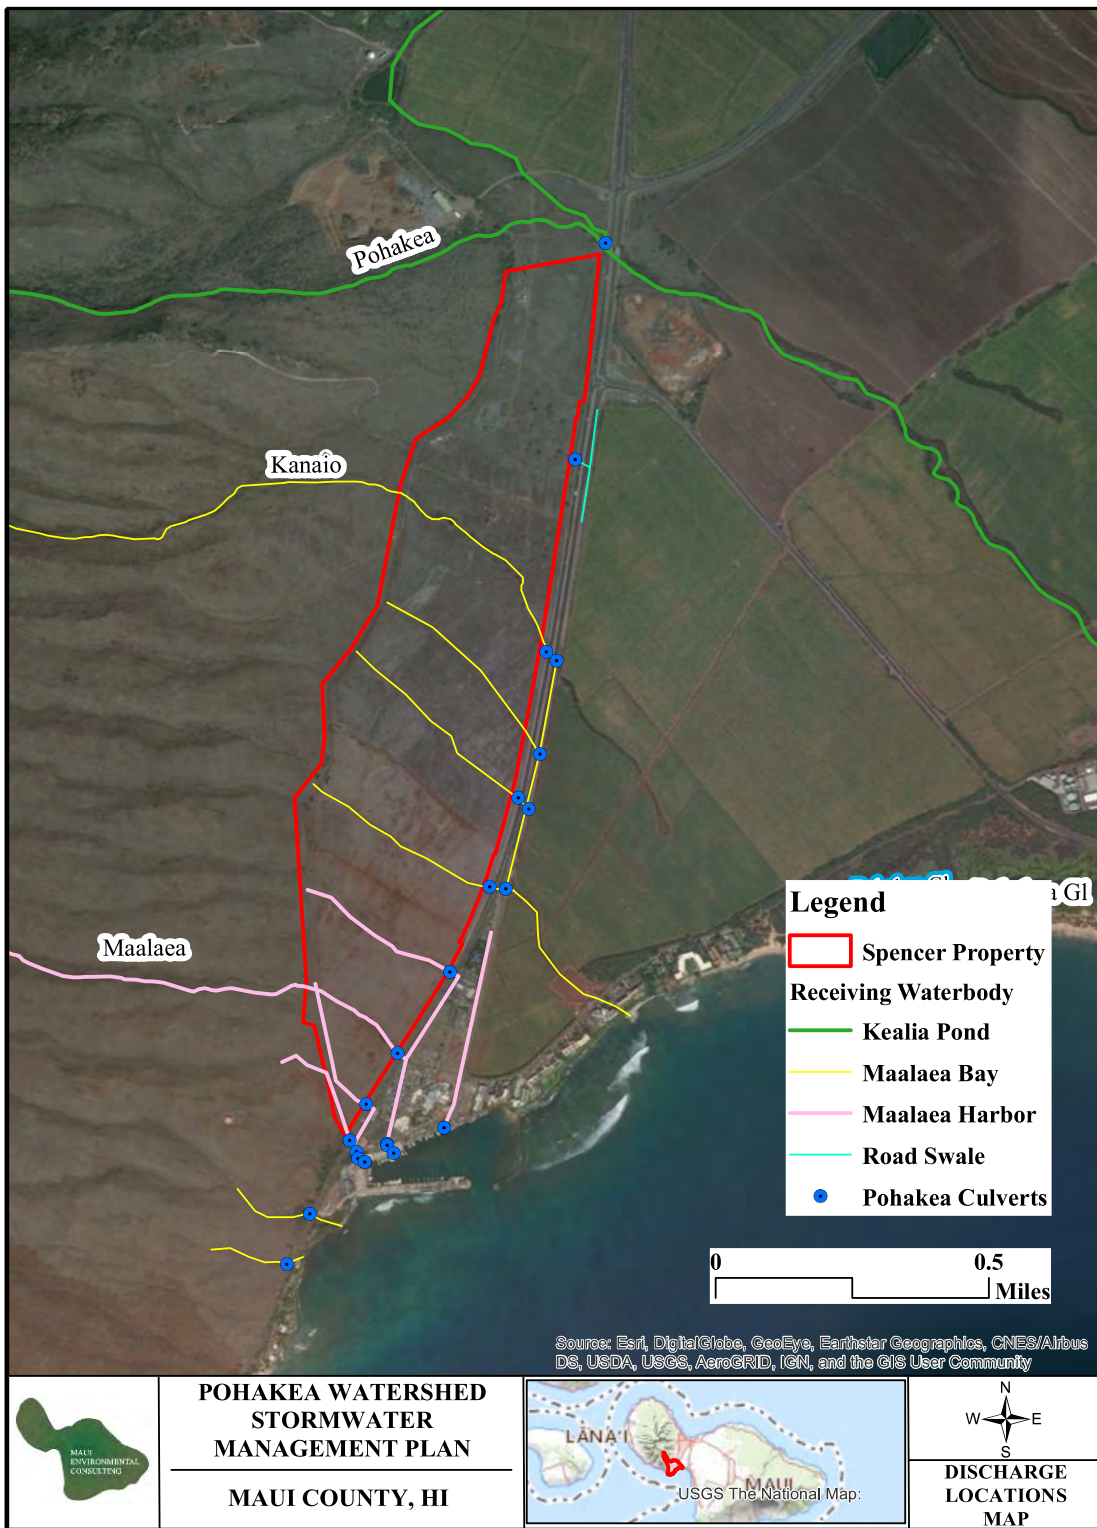 Pohakea
Kanaio
Maalaea
a Gl
Legend
Spencer Property
Receiving Waterbody
Kealia Pond
Maalaea Bay
Maalaea Harbor
Road Swale
Pohakea Culverts
0 0.5
Miles
Source: Esri, DigitalGlobe, GeoEye, Earthstar Geographics, CNES/Airbus
DS, USDA, USGS, AeroGRID, IGN, and the GIS User Community
MAUI
ENVIRONMENTAL
CONSULTING
POHAKEA WATERSHED
STORMWATER
MANAGEMENT PLAN
MAUI COUNTY, HI
LĀNAʻI
MAUI
USGS The National Map:
N
W E
S
DISCHARGE
LOCATIONS
MAP